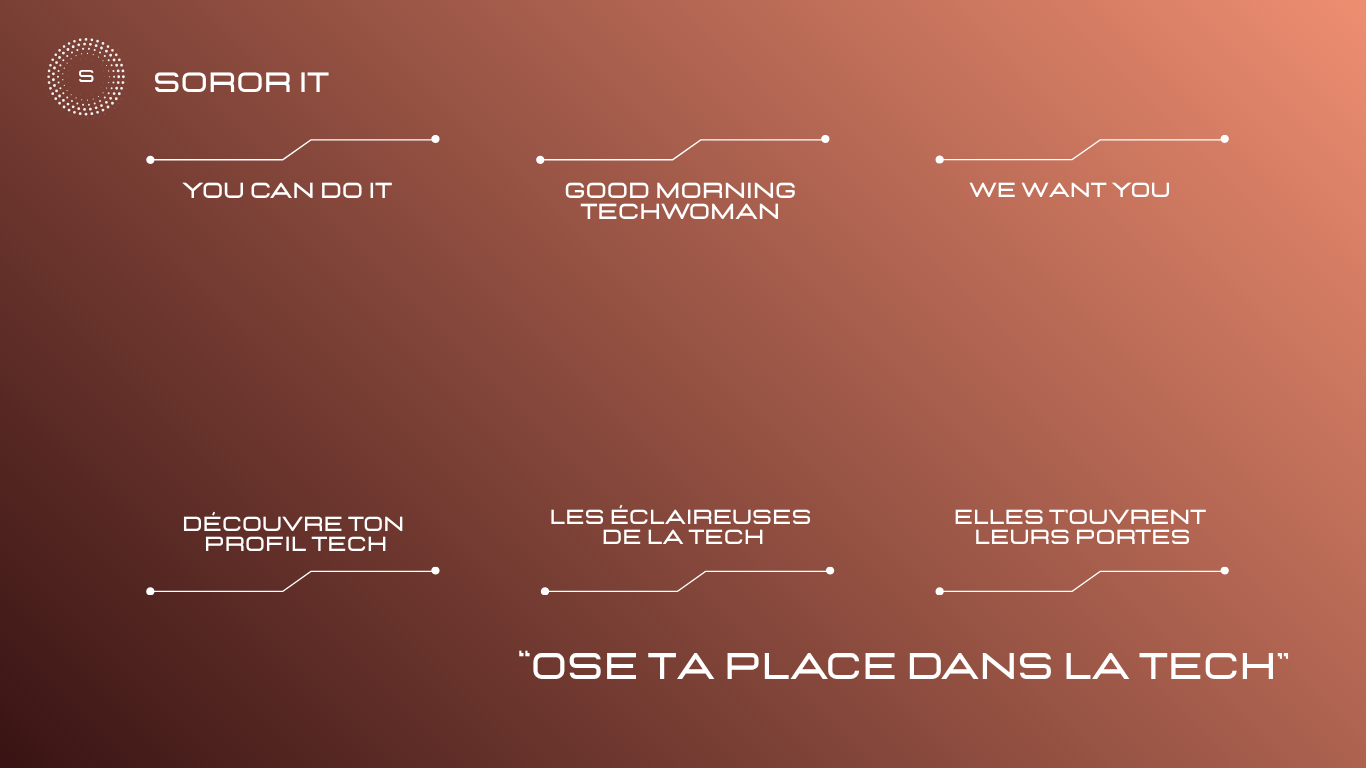 S
SOROR IT
YOU CAN DO IT
GOOD MORNING
TECHWOMAN
WE WANT YOU
DÉCOUVRE TON
PROFIL TECH
LES ÉCLAIREUSES
DE LA TECH
ELLES T'OUVRENT
LEURS PORTES
“OSE TA PLACE DANS LA TECH”